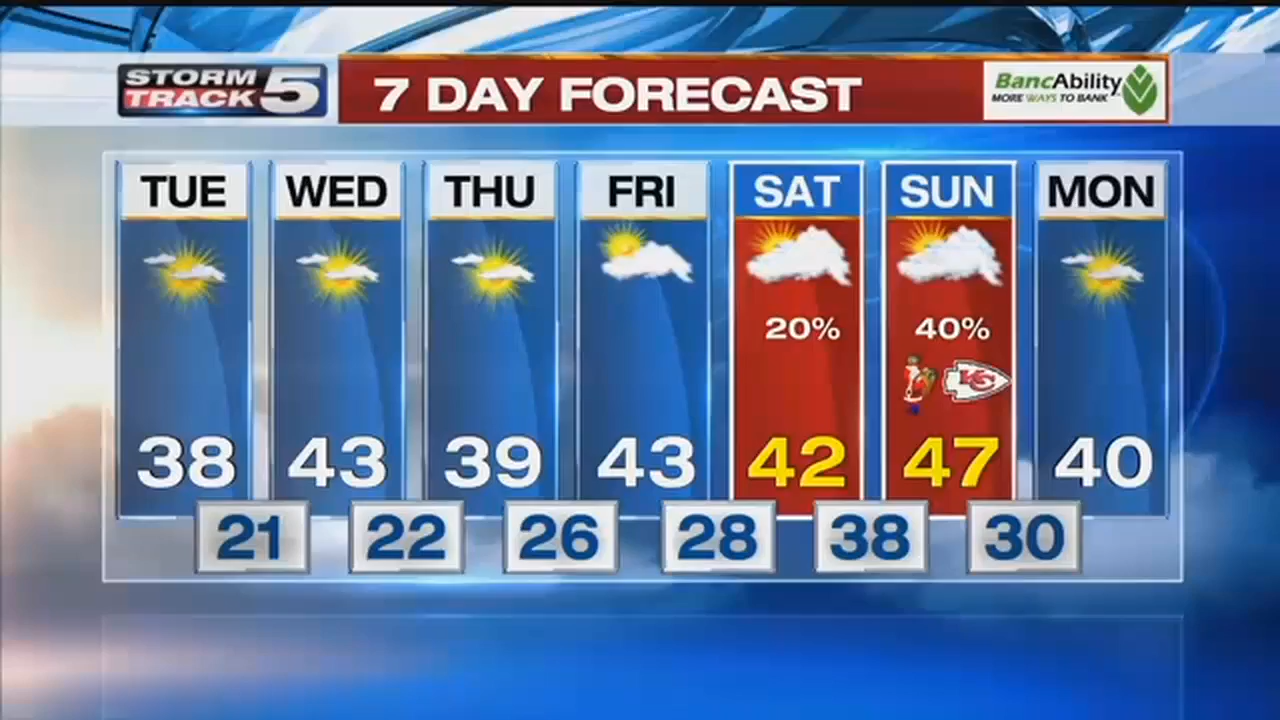 STORM TRACK 5
7 DAY FORECAST
BancAbility
MORE WAYS TO BANK
TUE WED THU FRI SAT SUN MON
20% 40%
KC
38 43 39 43 42 47 40
21 22 26 28 38 30